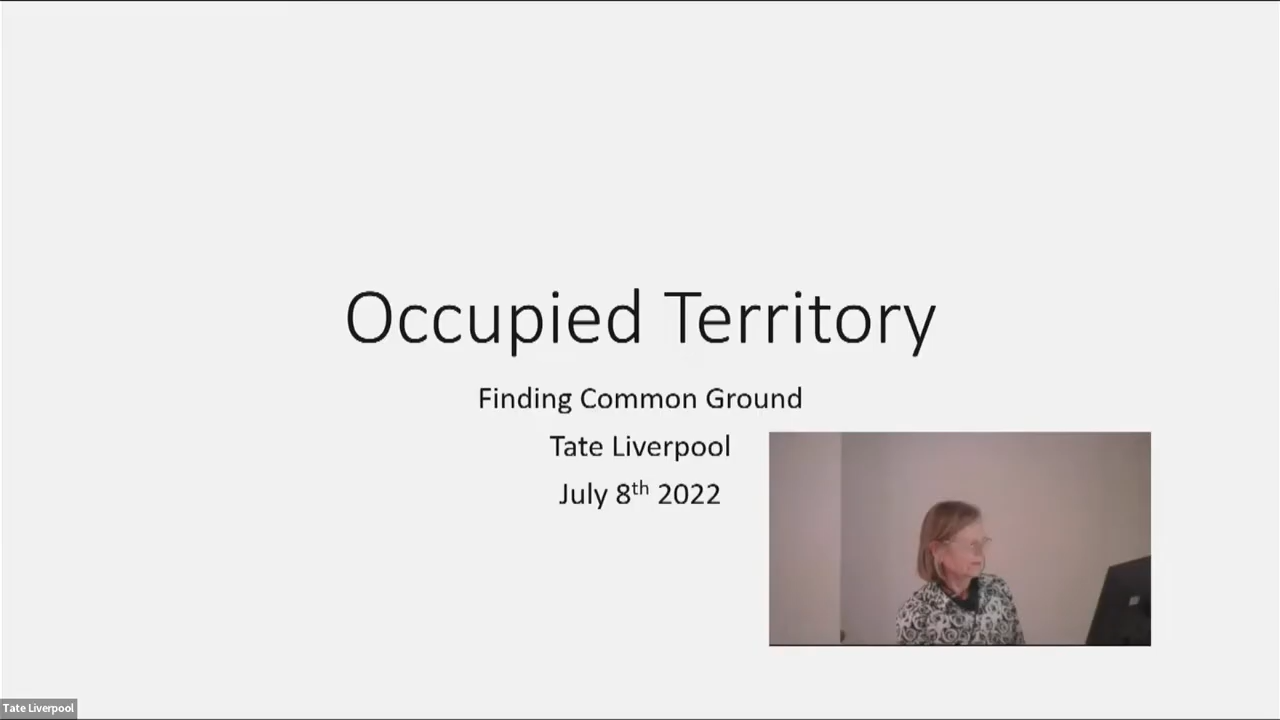 Occupied Territory
Finding Common Ground
Tate Liverpool
July 8th 2022
Tate Liverpool